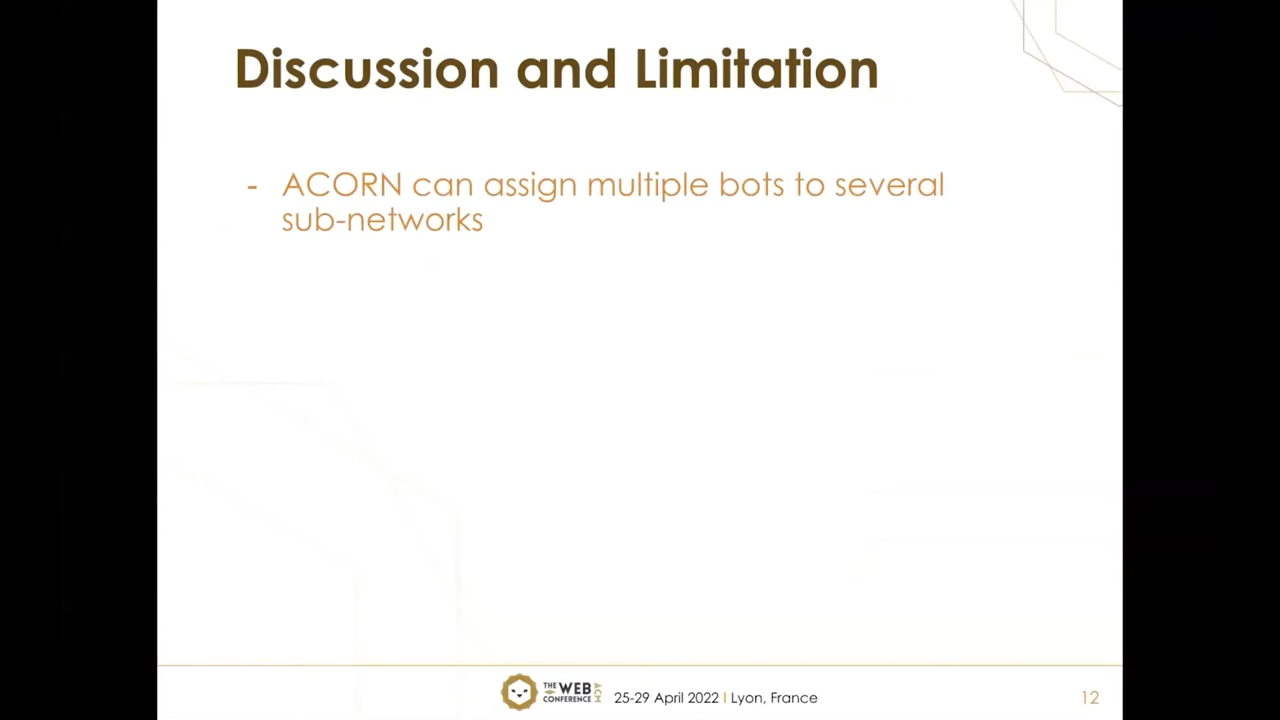 Discussion and Limitation
- ACORN can assign multiple bots to several
sub-networks
THE WEB
CONFERENCE
ACM
25-29 April 2022 I Lyon, France
12